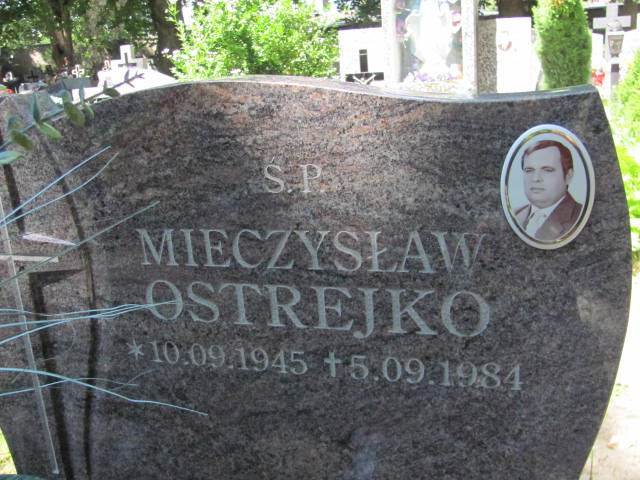 Ś.P.
MIECZYSŁAW
OSTREJKO
*10.09.1945 ✝5.09.1984